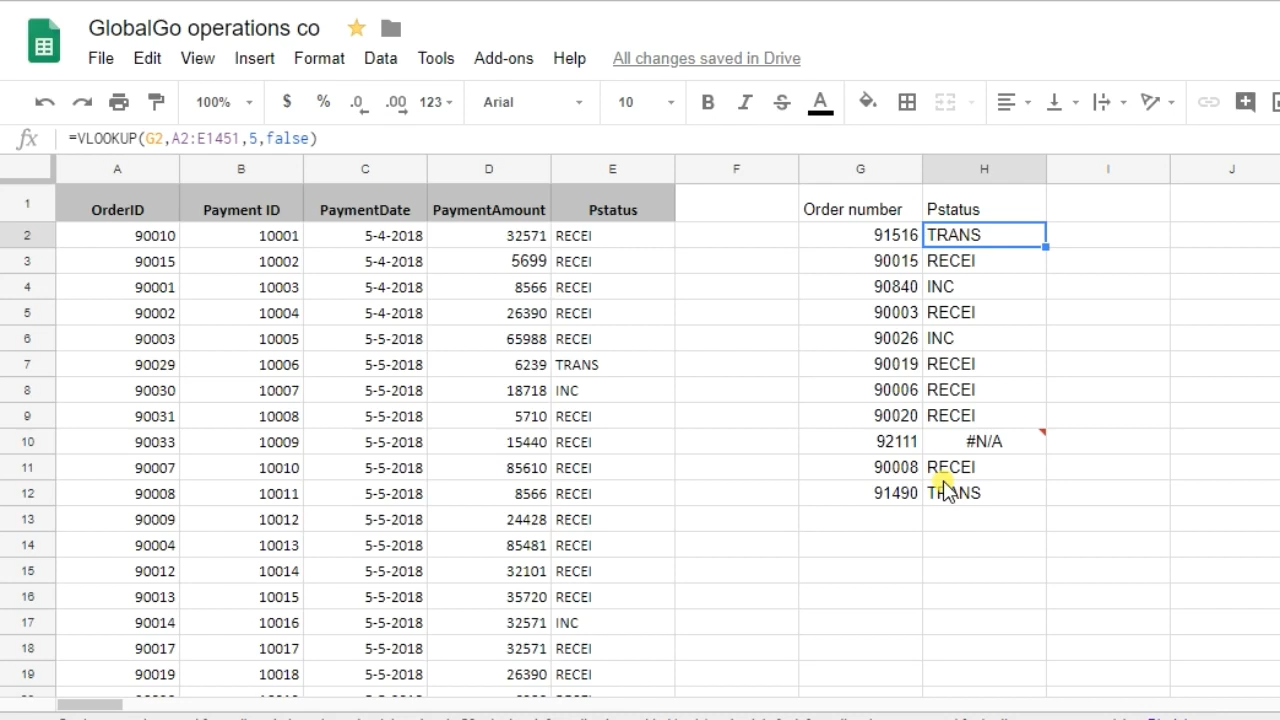 GlobalGo operations co
File Edit View Insert Format Data Tools Add-ons Help All changes saved in Drive
100% $ % .0 .00 123 Arial 10 B I S A
fx =VLOOKUP(G2,A2:E1451,5,false)
A B C D E F G H I J
1 OrderID Payment ID PaymentDate PaymentAmount Pstatus Order number Pstatus
2 90010 10001 5-4-2018 32571 RECEI 91516 TRANS
3 90015 10002 5-4-2018 5699 RECEI 90015 RECEI
4 90001 10003 5-4-2018 8566 RECEI 90840 INC
5 90002 10004 5-4-2018 26390 RECEI 90003 RECEI
6 90003 10005 5-5-2018 65988 RECEI 90026 INC
7 90029 10006 5-5-2018 6239 TRANS 90019 RECEI
8 90030 10007 5-5-2018 18718 INC 90006 RECEI
9 90031 10008 5-5-2018 5710 RECEI 90020 RECEI
10 90033 10009 5-5-2018 15440 RECEI 92111 #N/A
11 90007 10010 5-5-2018 85610 RECEI 90008 RECEI
12 90008 10011 5-5-2018 8566 RECEI 91490 TRANS
13 90009 10012 5-5-2018 24428 RECEI
14 90004 10013 5-5-2018 85481 RECEI
15 90012 10014 5-5-2018 32101 RECEI
16 90013 10015 5-5-2018 35720 RECEI
17 90014 10016 5-5-2018 32571 INC
18 90017 10017 5-5-2018 32571 RECEI
19 90019 10018 5-5-2018 26390 RECEI